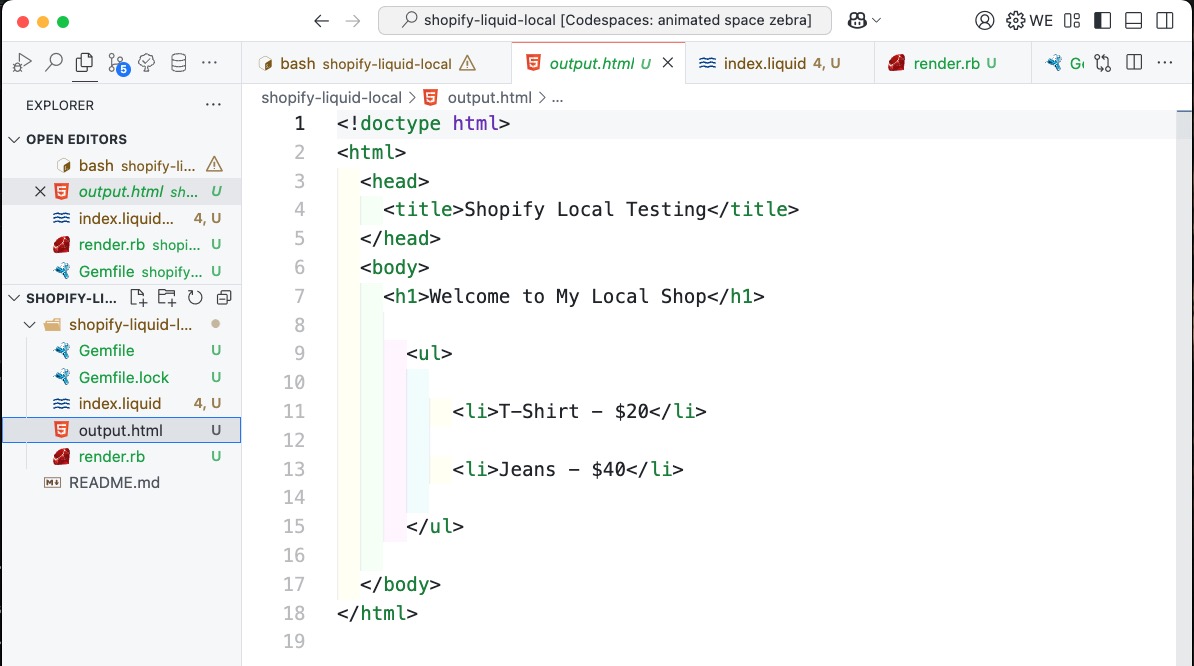 shopify-liquid-local [Codespaces: animated space zebra]
WE
5
bash shopify-liquid-local
output.html U
index.liquid 4, U
render.rb U
EXPLORER
OPEN EDITORS
bash shopify-li...
output.html sh... U
index.liquid... 4, U
render.rb shopi... U
Gemfile shopify... U
SHOPIFY-LI...
shopify-liquid-l...
Gemfile U
Gemfile.lock U
index.liquid 4, U
output.html U
render.rb U
README.md
shopify-liquid-local > output.html > ...
1 <!doctype html>
2 <html>
3 <head>
4 <title>Shopify Local Testing</title>
5 </head>
6 <body>
7 <h1>Welcome to My Local Shop</h1>
8
9 <ul>
10
11 <li>T-Shirt - $20</li>
12
13 <li>Jeans - $40</li>
14
15 </ul>
16
17 </body>
18 </html>
19